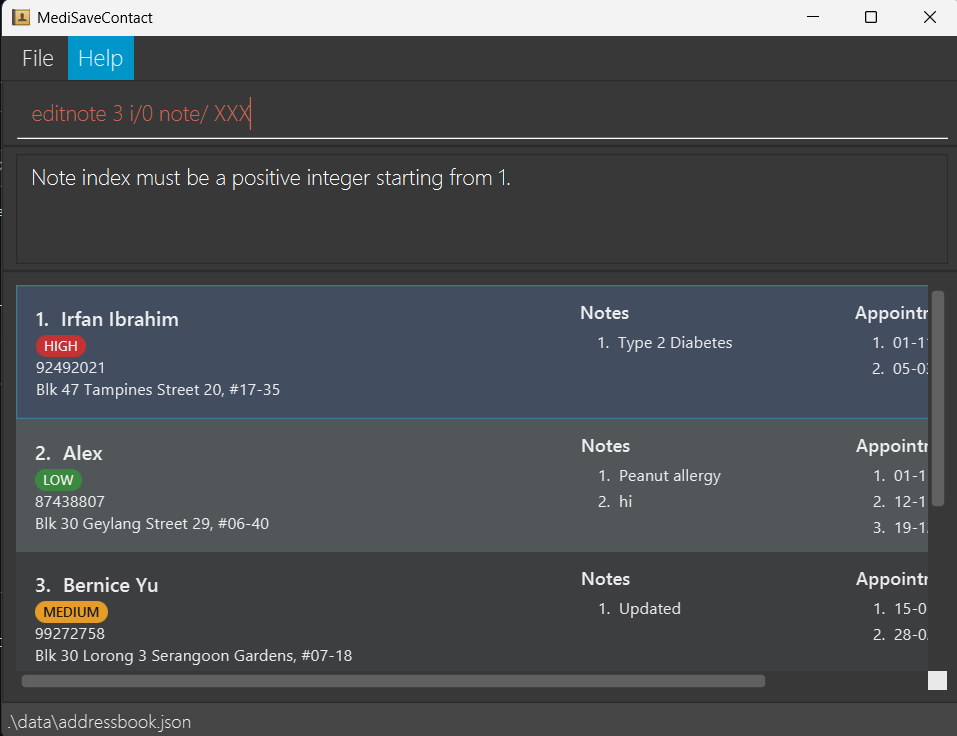 MediSaveContact
File Help
editnote 3 i/0 note/ XXX
Note index must be a positive integer starting from 1.
1. Irfan Ibrahim
HIGH
92492021
Blk 47 Tampines Street 20, #17-35
Notes
1. Type 2 Diabetes
Appointr
1. 01-1
2. 05-0
2. Alex
LOW
87438807
Blk 30 Geylang Street 29, #06-40
Notes
1. Peanut allergy
2. hi
Appointr
1. 01-1
2. 12-1
3. 19-1
3. Bernice Yu
MEDIUM
99272758
Blk 30 Lorong 3 Serangoon Gardens, #07-18
Notes
1. Updated
Appointr
1. 15-0
2. 28-0
.\data\addressbook.json